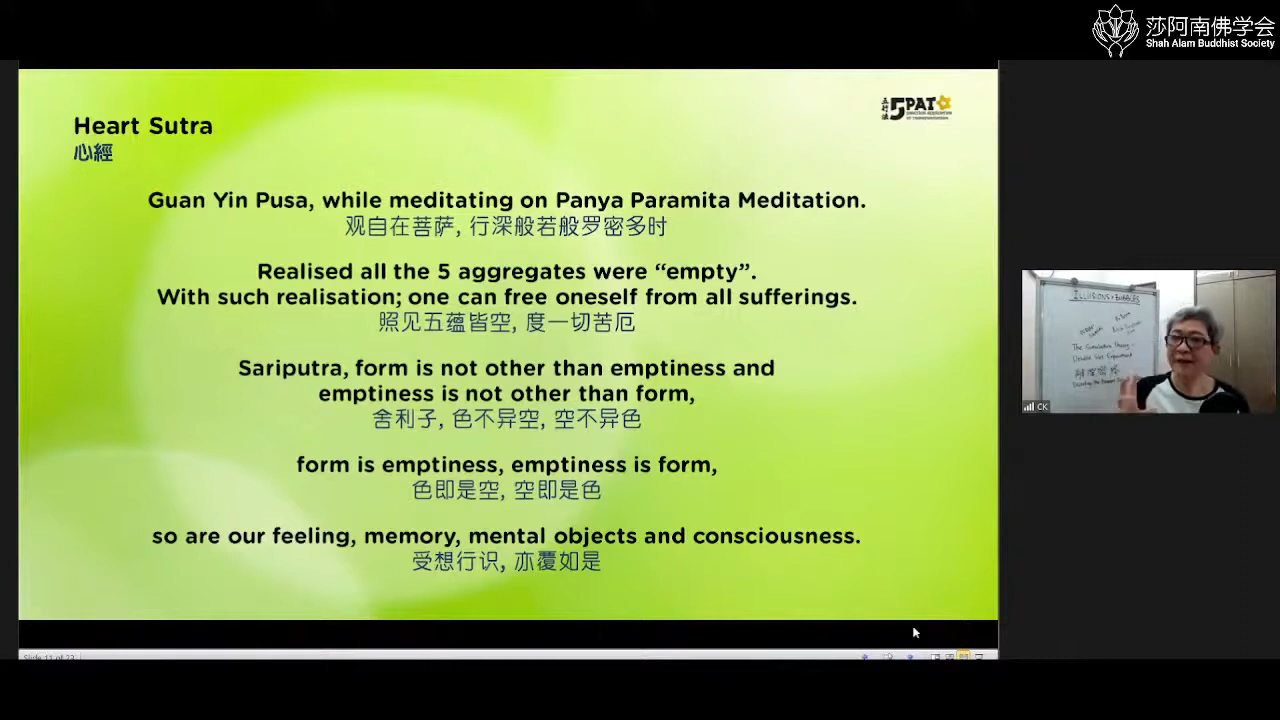 莎阿南佛学会
Shah Alam Buddhist Society
5PAT
Heart Sutra
心經
Guan Yin Pusa, while meditating on Panya Paramita Meditation.
观自在菩萨, 行深般若般罗密多时
Realised all the 5 aggregates were “empty”.
With such realisation; one can free oneself from all sufferings.
照见五蕴皆空, 度一切苦厄
Sariputra, form is not other than emptiness and
emptiness is not other than form,
舍利子, 色不异空, 空不异色
form is emptiness, emptiness is form,
色即是空, 空即是色
so are our feeling, memory, mental objects and consciousness.
受想行识, 亦覆如是
ILLUSIONS & BUBBLES
The Simulation Theory -
CK